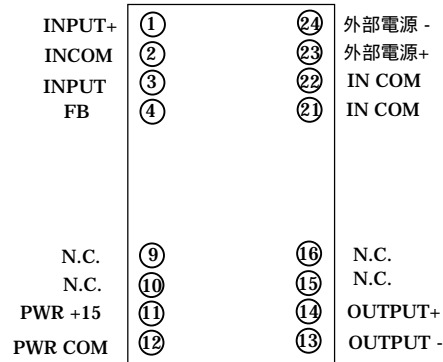 INPUT+ 1 24 外部電源 -
INCOM 2 23 外部電源+
INPUT 3 22 IN COM
FB 4 21 IN COM
N.C. 9 16 N.C.
N.C. 10 15 N.C.
PWR +15 11 14 OUTPUT+
PWR COM 12 13 OUTPUT -